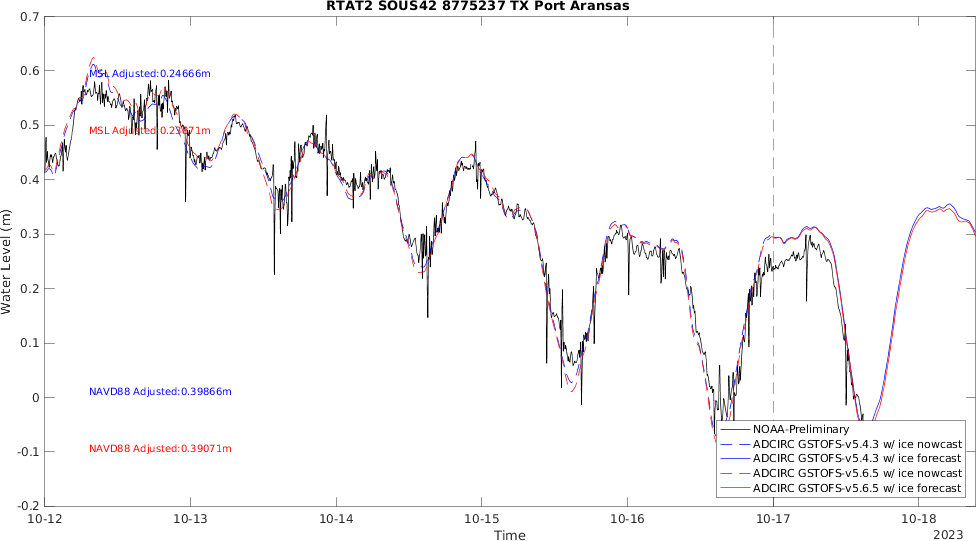 RTAT2 SOUS42 8775237 TX Port Aransas
0.7
0.6
0.5
0.4
0.3
0.2
0.1
0
-0.1
-0.2
Water Level (m)
MSL Adjusted:0.24666m
MSL Adjusted:0.23871m
NAVD88 Adjusted:0.39866m
NAVD88 Adjusted:0.39071m
NOAA-Preliminary
ADCIRC GSTOFS-v5.4.3 w/ ice nowcast
ADCIRC GSTOFS-v5.4.3 w/ ice forecast
ADCIRC GSTOFS-v5.6.5 w/ ice nowcast
ADCIRC GSTOFS-v5.6.5 w/ ice forecast
10-12 10-13 10-14 10-15 10-16 10-17 10-18
Time
2023